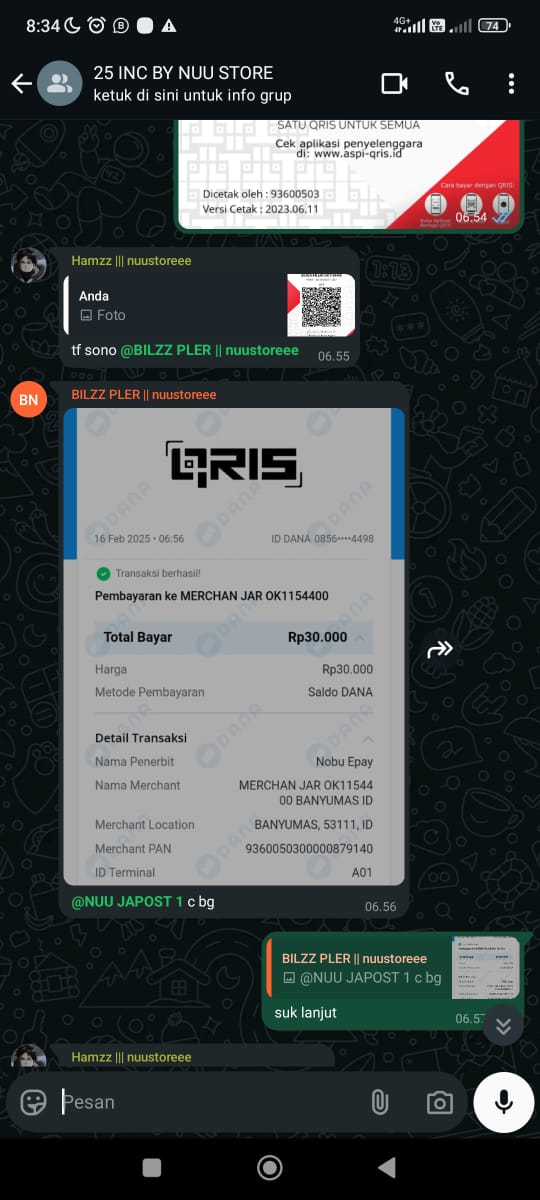 8:34
4G+
Vo LTE
74
25 INC BY NUU STORE
ketuk di sini untuk info grup
SATU QRIS UNTUK SEMUA
Cek aplikasi penyelenggara
di: www.aspi-qris.id
Cara bayar dengan QRIS:
Dicetak oleh : 93600503
Versi Cetak : 2023.06.11
06.54
Hamzz ||| nuustoreee
Anda
Foto
tf sono @BILZZ PLER || nuustoreee
06.55
BN
BILZZ PLER || nuustoreee
QRIS
16 Feb 2025 • 06:56
ID DANA 0856••••4498
Transaksi berhasil!
Pembayaran ke MERCHAN JAR OK1154400
Total Bayar
Rp30.000
Harga
Rp30.000
Metode Pembayaran
Saldo DANA
Detail Transaksi
Nama Penerbit
Nobu Epay
Nama Merchant
MERCHAN JAR OK11544
00 BANYUMAS ID
Merchant Location
BANYUMAS, 53111, ID
Merchant PAN
9360050300000879140
ID Terminal
A01
DANA
@NUU JAPOST 1 c bg
06.56
BILZZ PLER || nuustoreee
@NUU JAPOST 1 c bg
suk lanjut
06.57
Hamzz ||| nuustoreee
Pesan